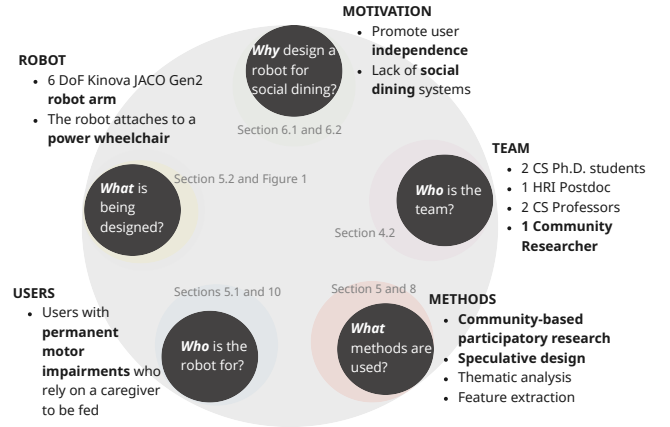 MOTIVATION
• Promote user
independence
• Lack of social
dining systems
Why design a
robot for
social dining?
Section 6.1 and 6.2
ROBOT
• 6 DoF Kinova JACO Gen2
robot arm
• The robot attaches to a
power wheelchair
What is
being
designed?
Section 5.2 and Figure 1
TEAM
• 2 CS Ph.D. students
• 1 HRI Postdoc
• 2 CS Professors
• 1 Community
Researcher
Who is the
team?
Section 4.2
USERS
• Users with
permanent
motor
impairments who
rely on a caregiver
to be fed
Sections 5.1 and 10
Who is the
robot for?
Section 5 and 8
What
methods are
used?
METHODS
• Community-based
participatory research
• Speculative design
• Thematic analysis
• Feature extraction